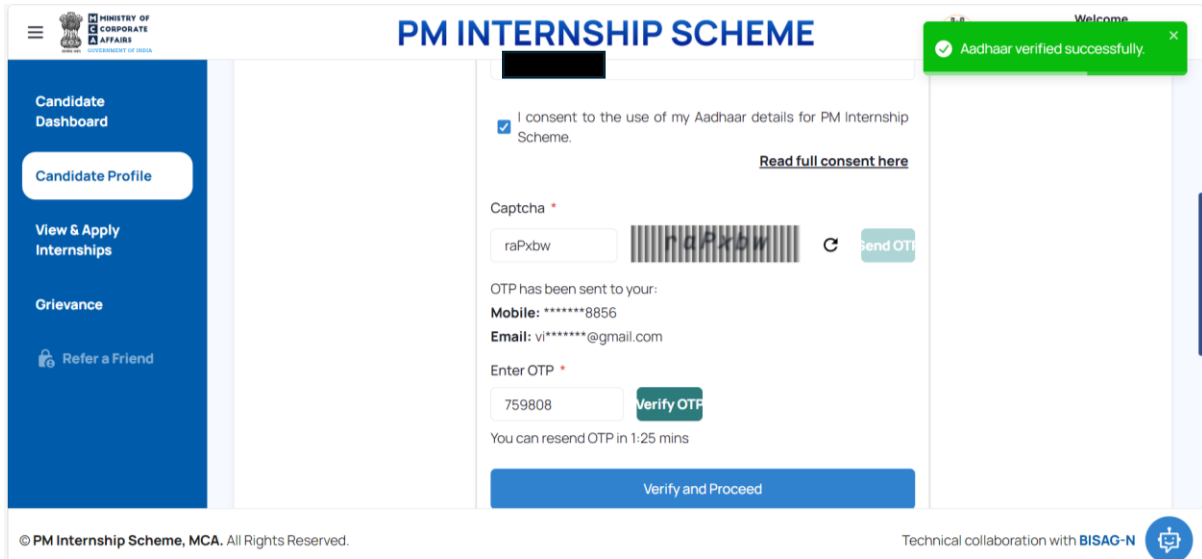 MINISTRY OF
CORPORATE
AFFAIRS
GOVERNMENT OF INDIA
PM INTERNSHIP SCHEME
Welcome
Aadhaar verified successfully.
Candidate
Dashboard
Candidate Profile
View & Apply
Internships
Grievance
Refer a Friend
I consent to the use of my Aadhaar details for PM Internship
Scheme.
Read full consent here
Captcha *
raPxbw
raPxbw
Send OTP
OTP has been sent to your:
Mobile: *******8856
Email: vi*******@gmail.com
Enter OTP *
759808
Verify OTP
You can resend OTP in 1:25 mins
Verify and Proceed
© PM Internship Scheme, MCA. All Rights Reserved.
Technical collaboration with BISAG-N